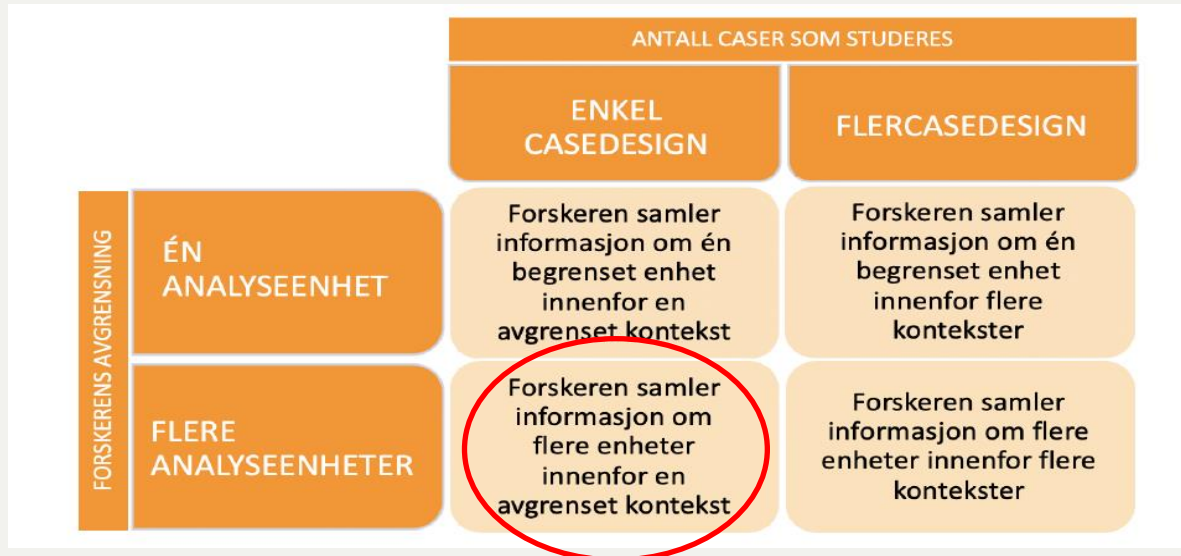 ANTALL CASER SOM STUDERES
ENKEL
CASEDESIGN
FLERCASEDESIGN
FORSKERENS AVGRENSNING
ÉN
ANALYSEENHET
Forskeren samler
informasjon om én
begrenset enhet
innenfor en
avgrenset kontekst
Forskeren samler
informasjon om én
begrenset enhet
innenfor flere
kontekster
FLERE
ANALYSEENHETER
Forskeren samler
informasjon om
flere enheter
innenfor en
avgrenset kontekst
Forskeren samler
informasjon om flere
enheter innenfor flere
kontekster